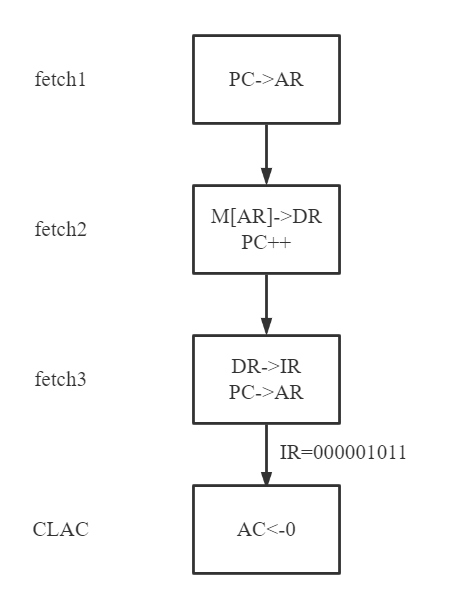 fetch1
PC->AR
fetch2
M[AR]->DR
PC++
fetch3
DR->IR
PC->AR
IR=000001011
CLAC
AC<-0